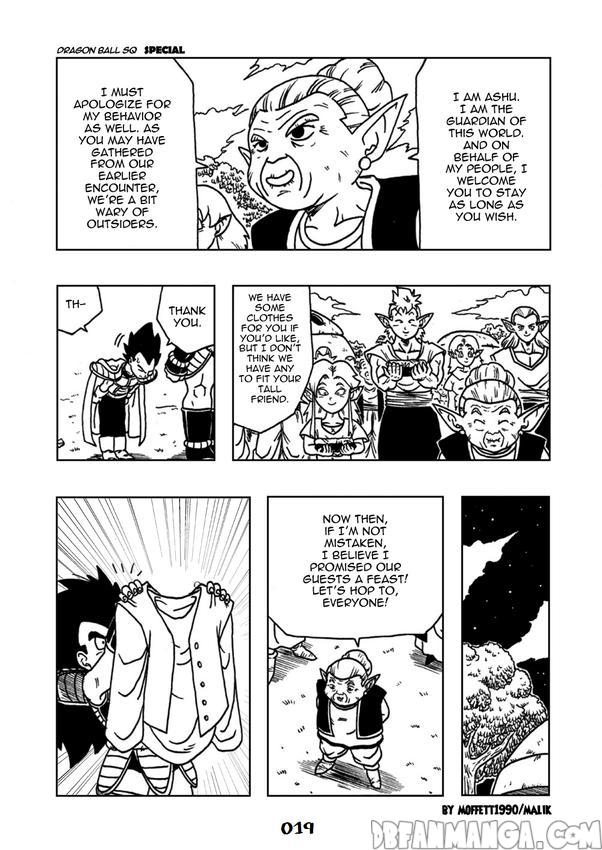 DRAGON BALL SQ SPECIAL
I MUST
APOLOGIZE FOR
MY BEHAVIOR
AS WELL. AS
YOU MAY HAVE
GATHERED
FROM OUR
EARLIER
ENCOUNTER,
WE'RE A BIT
WARY OF
OUTSIDERS.
I AM ASHU.
I AM THE
GUARDIAN OF
THIS WORLD.
AND ON
BEHALF OF
MY PEOPLE, I
WELCOME
YOU TO STAY
AS LONG AS
YOU WISH.
TH-
THANK
YOU.
WE HAVE
SOME
CLOTHES
FOR YOU IF
YOU'D LIKE,
BUT I DON'T
THINK WE
HAVE ANY
TO FIT YOUR
TALL
FRIEND.
NOW THEN,
IF I'M NOT
MISTAKEN,
I BELIEVE I
PROMISED OUR
GUESTS A FEAST!
LET'S HOP TO,
EVERYONE!
BY MOFFETT1990/MALIK
019
DBFANMANGA.COM